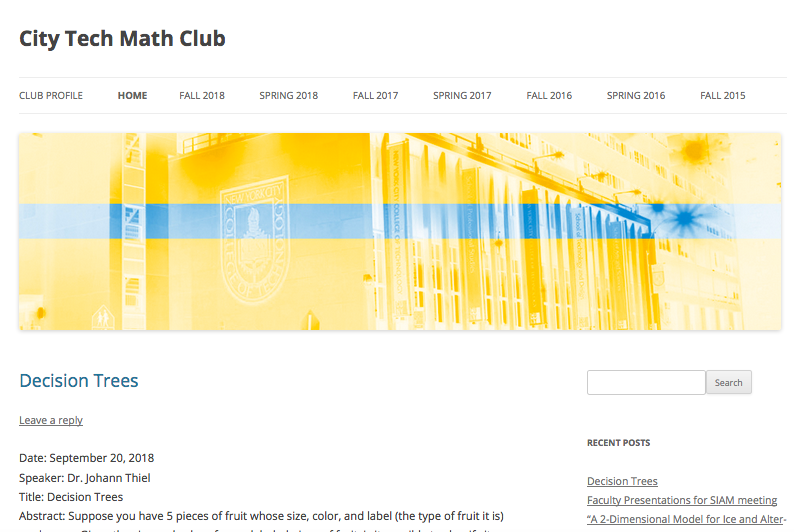 City Tech Math Club
CLUB PROFILE HOME FALL 2018 SPRING 2018 FALL 2017 SPRING 2017 FALL 2016 SPRING 2016 FALL 2015
Decision Trees
Search
Leave a reply
RECENT POSTS
Date: September 20, 2018
Speaker: Dr. Johann Thiel
Title: Decision Trees
Abstract: Suppose you have 5 pieces of fruit whose size, color, and label (the type of fruit it is)
Decision Trees
Faculty Presentations for SIAM meeting
“A 2-Dimensional Model for Ice and Alter-